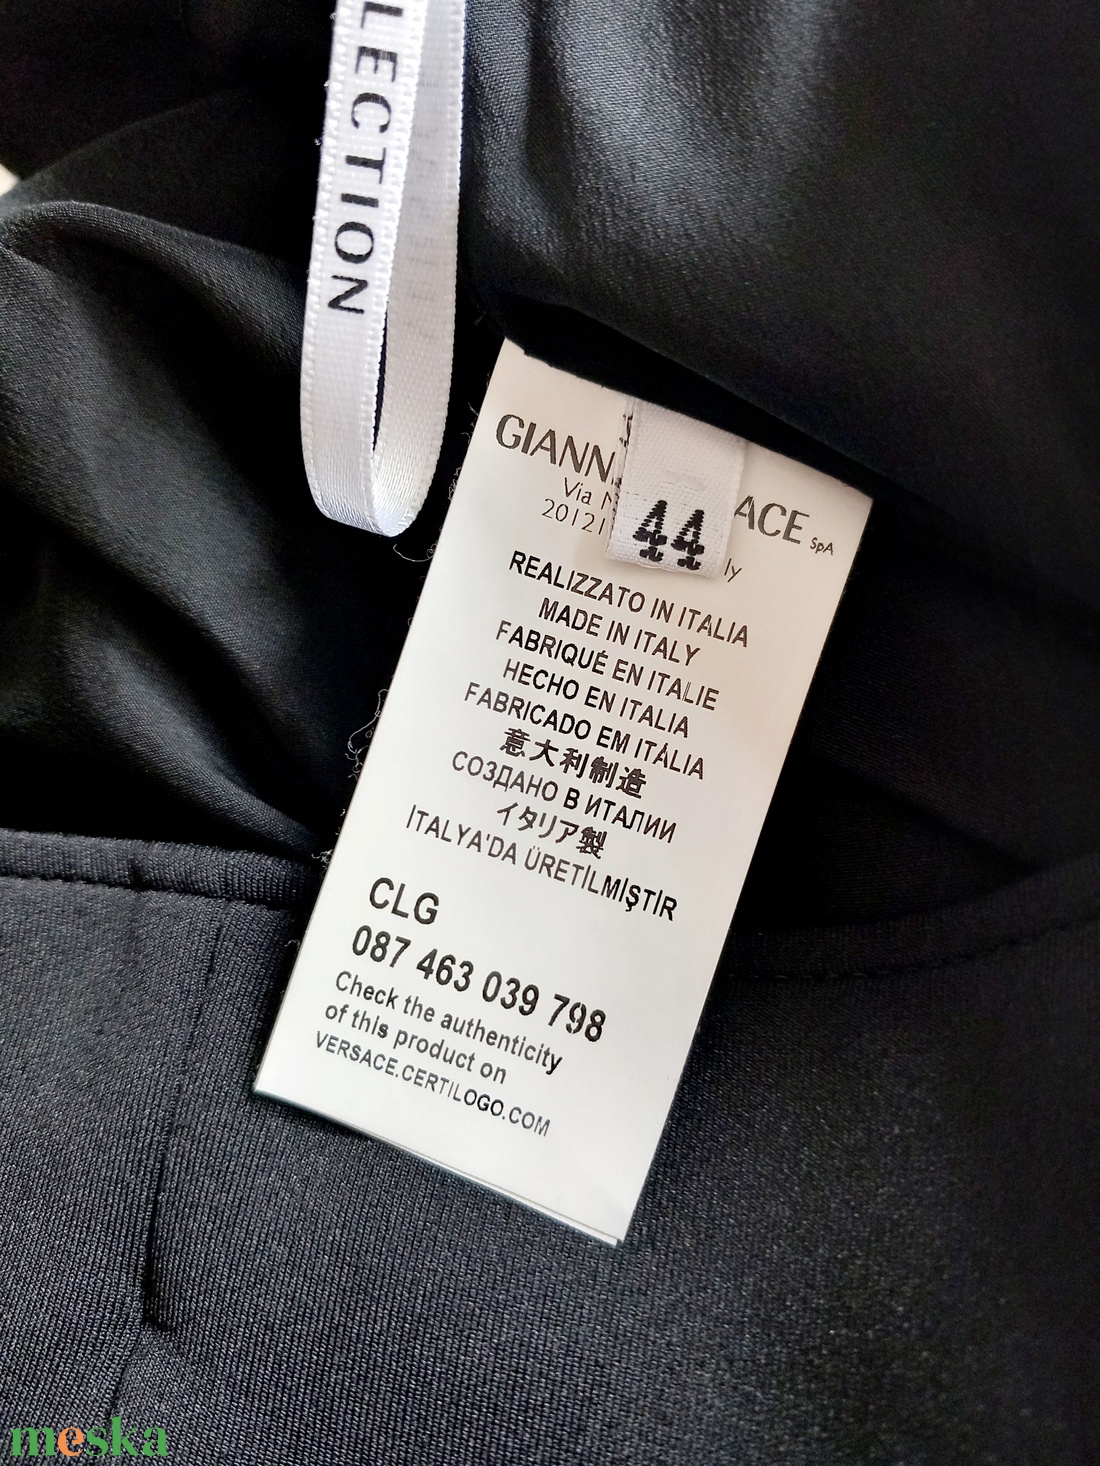 LECTION
GIANN ACE SpA
Via
20121
44
REALIZZATO IN ITALIA
MADE IN ITALY
FABRIQUÉ EN ITALIE
HECHO EN ITALIA
FABRICADO EM ITÁLIA
意大利制造
СОЗДАНО В ИТАЛИИ
イタリア製
İTALYA'DA ÜRETİLMİŞTİR
CLG
087 463 039 798
Check the authenticity
of this product on
VERSACE.CERTILOGO.COM
meska